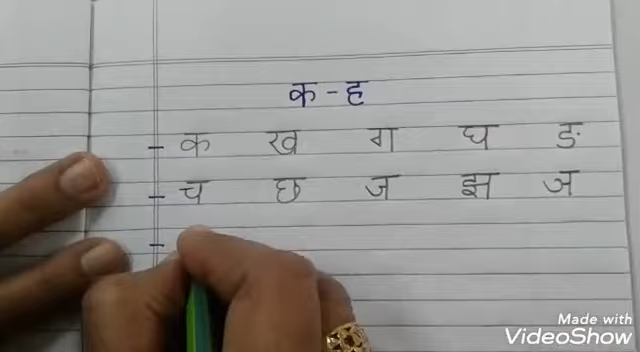 क - ह
क ख ग घ ङ
च छ ज झ ञ
Made with
VideoShow